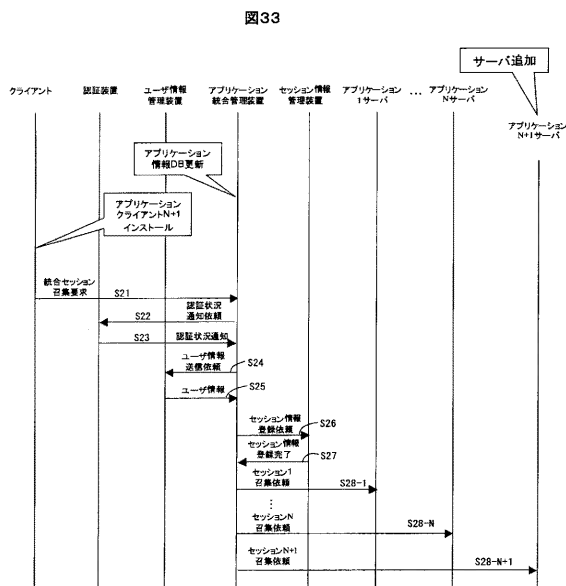 図33
サーバ追加
クライアント
認証装置
ユーザ情報
管理装置
アプリケーション
統合管理装置
セッション情報
管理装置
アプリケーション
1サーバ
...
アプリケーション
Nサーバ
アプリケーション
N+1サーバ
アプリケーション
情報DB更新
アプリケーション
クライアントN+1
インストール
統合セッション
召集要求
S21
認証状況
通知依頼
S22
S23
認証状況通知
ユーザ情報
送信依頼
S24
ユーザ情報
S25
セッション情報
登録依頼
S26
セッション情報
登録完了
S27
セッション1
召集依頼
S28-1
⋮
セッションN
召集依頼
S28-N
セッションN+1
召集依頼
S28-N+1